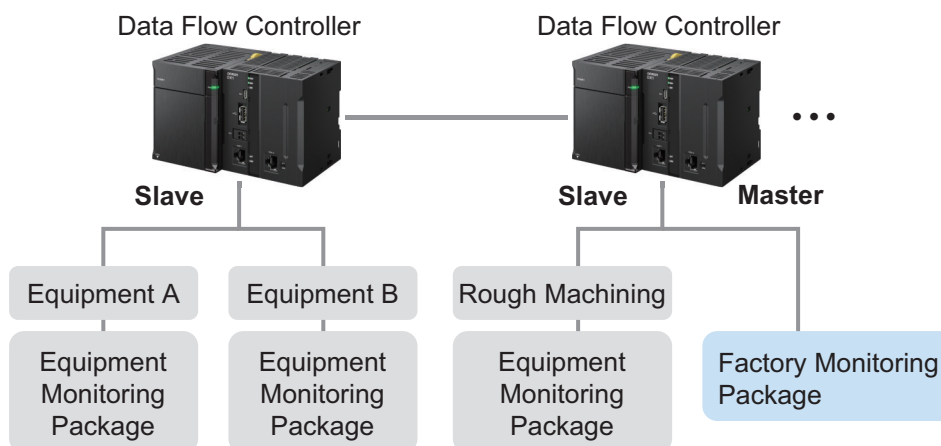 Data Flow Controller
Data Flow Controller
Slave
Slave
Master
Equipment A
Equipment B
Rough Machining
Equipment
Monitoring
Package
Equipment
Monitoring
Package
Equipment
Monitoring
Package
Factory Monitoring
Package